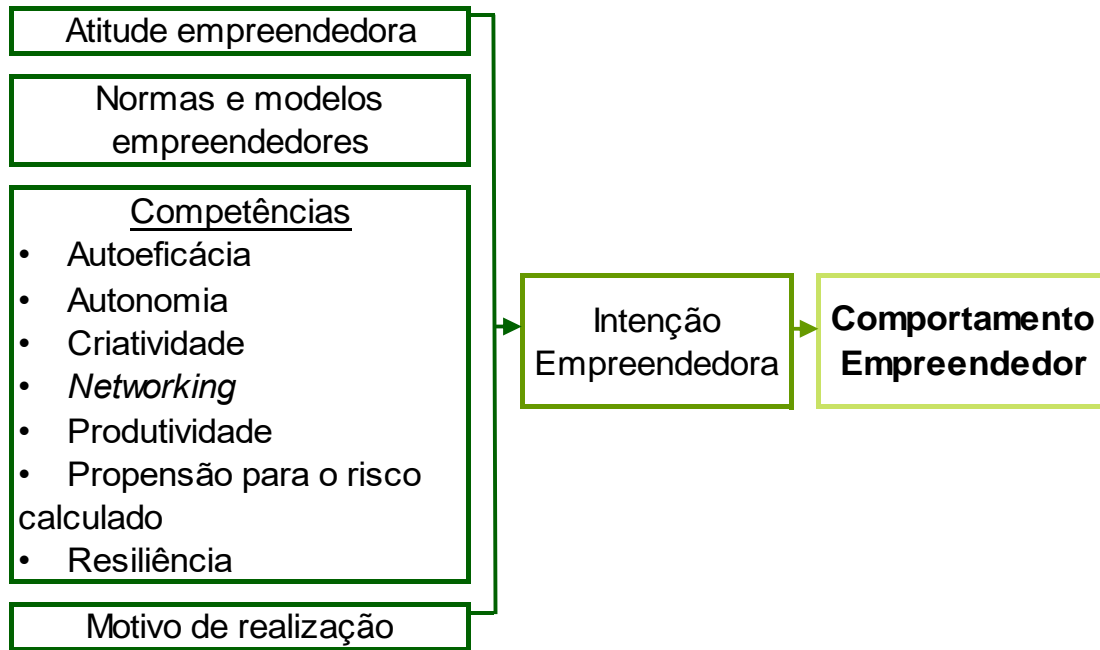 Atitude empreendedora
Normas e modelos
empreendedores
Competências
• Autoeficácia
• Autonomia
• Criatividade
• Networking
• Produtividade
• Propensão para o risco
calculado
• Resiliência
Motivo de realização
Intenção
Empreendedora
Comportamento
Empreendedor